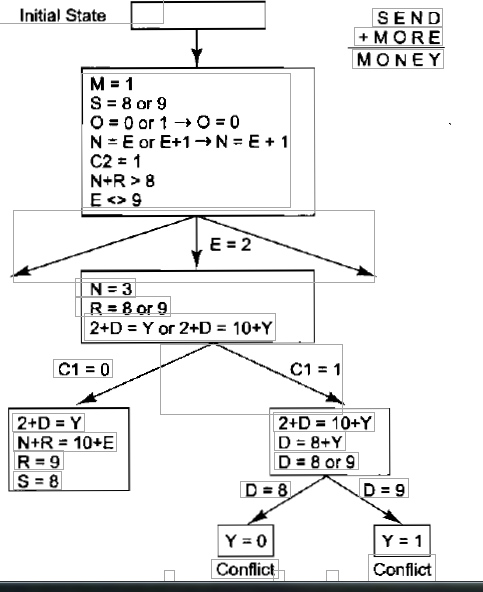 Initial State
SEND
+MORE
MONEY
M = 1
S = 8 or 9
O = 0 or 1 → O = 0
N = E or E+1 → N = E + 1
C2 = 1
N+R > 8
E <> 9
E = 2
N = 3
R = 8 or 9
2+D = Y or 2+D = 10+Y
C1 = 0
C1 = 1
2+D = Y
N+R = 10+E
R = 9
S = 8
2+D = 10+Y
D = 8+Y
D = 8 or 9
D = 8
D = 9
Y = 0
Y = 1
Conflict
Conflict